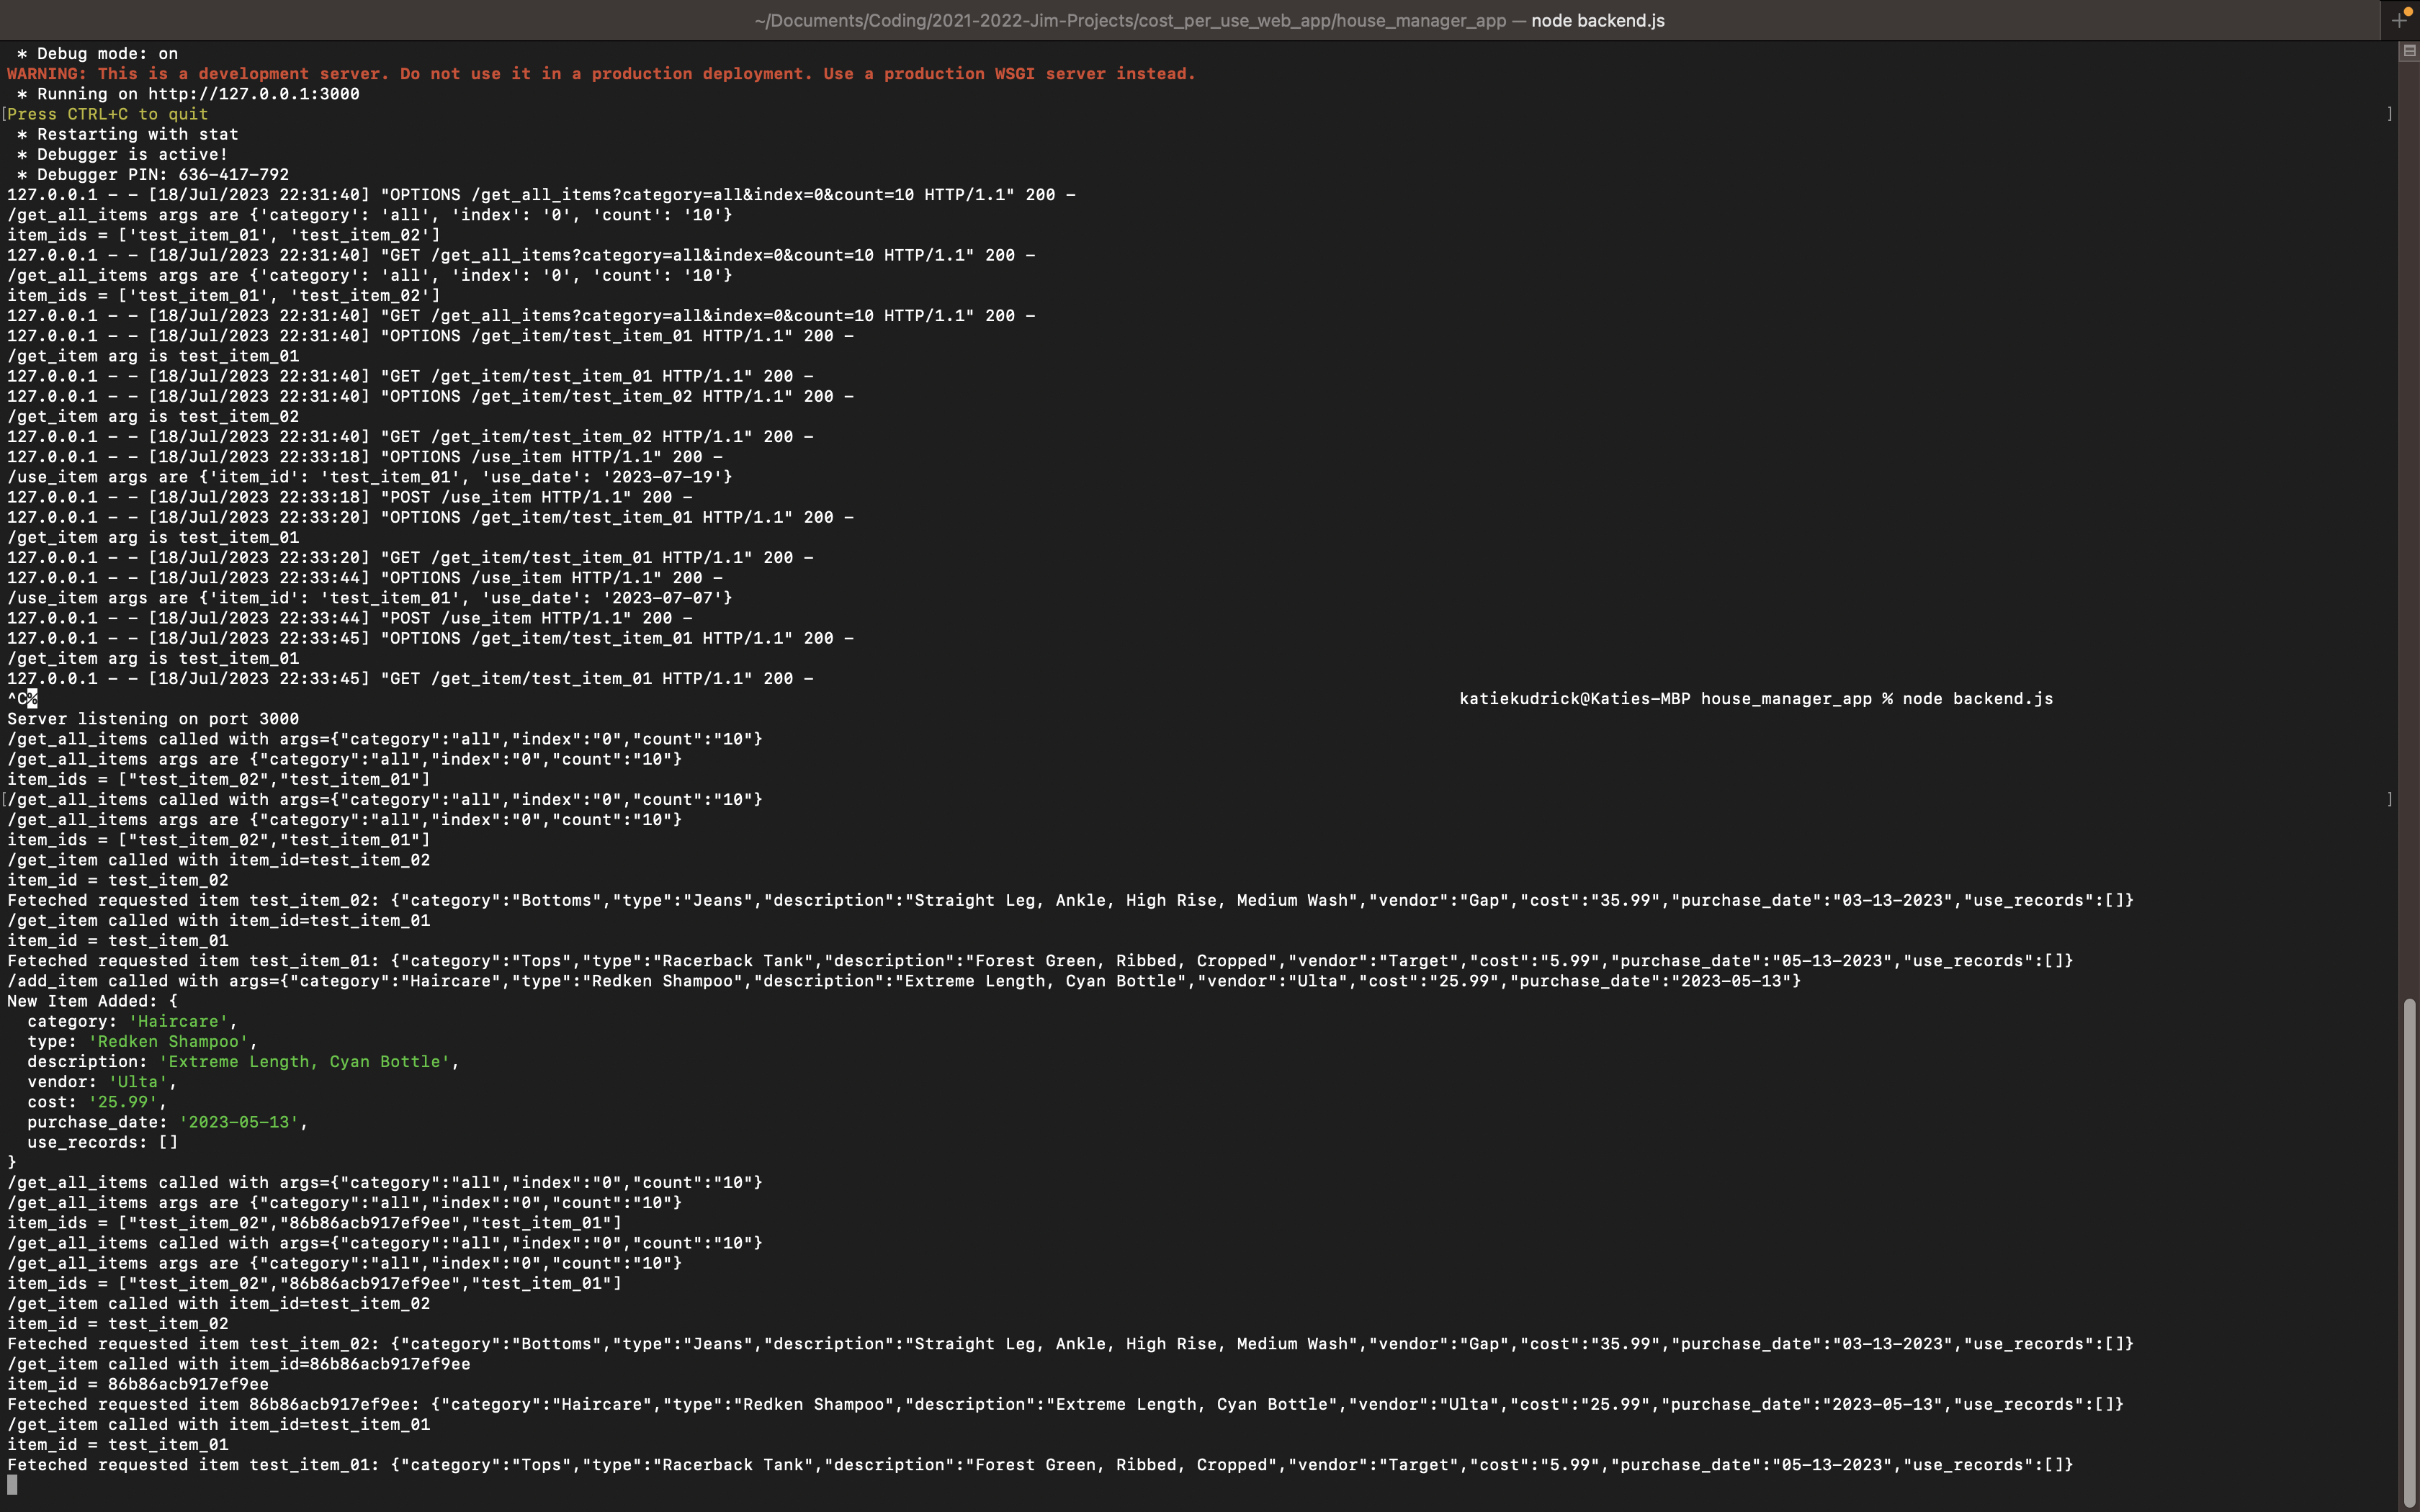 ~/Documents/Coding/2021-2022-Jim-Projects/cost_per_use_web_app/house_manager_app — node backend.js
 * Debug mode: on
WARNING: This is a development server. Do not use it in a production deployment. Use a production WSGI server instead.
 * Running on http://127.0.0.1:3000
[Press CTRL+C to quit ]
 * Restarting with stat
 * Debugger is active!
 * Debugger PIN: 636-417-792
127.0.0.1 - - [18/Jul/2023 22:31:40] "OPTIONS /get_all_items?category=all&index=0&count=10 HTTP/1.1" 200 -
/get_all_items args are {'category': 'all', 'index': '0', 'count': '10'}
item_ids = ['test_item_01', 'test_item_02']
127.0.0.1 - - [18/Jul/2023 22:31:40] "GET /get_all_items?category=all&index=0&count=10 HTTP/1.1" 200 -
/get_all_items args are {'category': 'all', 'index': '0', 'count': '10'}
item_ids = ['test_item_01', 'test_item_02']
127.0.0.1 - - [18/Jul/2023 22:31:40] "GET /get_all_items?category=all&index=0&count=10 HTTP/1.1" 200 -
127.0.0.1 - - [18/Jul/2023 22:31:40] "OPTIONS /get_item/test_item_01 HTTP/1.1" 200 -
/get_item arg is test_item_01
127.0.0.1 - - [18/Jul/2023 22:31:40] "GET /get_item/test_item_01 HTTP/1.1" 200 -
127.0.0.1 - - [18/Jul/2023 22:31:40] "OPTIONS /get_item/test_item_02 HTTP/1.1" 200 -
/get_item arg is test_item_02
127.0.0.1 - - [18/Jul/2023 22:31:40] "GET /get_item/test_item_02 HTTP/1.1" 200 -
127.0.0.1 - - [18/Jul/2023 22:33:18] "OPTIONS /use_item HTTP/1.1" 200 -
/use_item args are {'item_id': 'test_item_01', 'use_date': '2023-07-19'}
127.0.0.1 - - [18/Jul/2023 22:33:18] "POST /use_item HTTP/1.1" 200 -
127.0.0.1 - - [18/Jul/2023 22:33:20] "OPTIONS /get_item/test_item_01 HTTP/1.1" 200 -
/get_item arg is test_item_01
127.0.0.1 - - [18/Jul/2023 22:33:20] "GET /get_item/test_item_01 HTTP/1.1" 200 -
127.0.0.1 - - [18/Jul/2023 22:33:44] "OPTIONS /use_item HTTP/1.1" 200 -
/use_item args are {'item_id': 'test_item_01', 'use_date': '2023-07-07'}
127.0.0.1 - - [18/Jul/2023 22:33:44] "POST /use_item HTTP/1.1" 200 -
127.0.0.1 - - [18/Jul/2023 22:33:45] "OPTIONS /get_item/test_item_01 HTTP/1.1" 200 -
/get_item arg is test_item_01
127.0.0.1 - - [18/Jul/2023 22:33:45] "GET /get_item/test_item_01 HTTP/1.1" 200 -
^C% katiekudrick@Katies-MBP house_manager_app % node backend.js
Server listening on port 3000
/get_all_items called with args={"category":"all","index":"0","count":"10"}
/get_all_items args are {"category":"all","index":"0","count":"10"}
item_ids = ["test_item_02","test_item_01"]
[/get_all_items called with args={"category":"all","index":"0","count":"10"} ]
/get_all_items args are {"category":"all","index":"0","count":"10"}
item_ids = ["test_item_02","test_item_01"]
/get_item called with item_id=test_item_02
item_id = test_item_02
Feteched requested item test_item_02: {"category":"Bottoms","type":"Jeans","description":"Straight Leg, Ankle, High Rise, Medium Wash","vendor":"Gap","cost":"35.99","purchase_date":"03-13-2023","use_records":[]}
/get_item called with item_id=test_item_01
item_id = test_item_01
Feteched requested item test_item_01: {"category":"Tops","type":"Racerback Tank","description":"Forest Green, Ribbed, Cropped","vendor":"Target","cost":"5.99","purchase_date":"05-13-2023","use_records":[]}
/add_item called with args={"category":"Haircare","type":"Redken Shampoo","description":"Extreme Length, Cyan Bottle","vendor":"Ulta","cost":"25.99","purchase_date":"2023-05-13"}
New Item Added: {
  category: 'Haircare',
  type: 'Redken Shampoo',
  description: 'Extreme Length, Cyan Bottle',
  vendor: 'Ulta',
  cost: '25.99',
  purchase_date: '2023-05-13',
  use_records: []
}
/get_all_items called with args={"category":"all","index":"0","count":"10"}
/get_all_items args are {"category":"all","index":"0","count":"10"}
item_ids = ["test_item_02","86b86acb917ef9ee","test_item_01"]
/get_all_items called with args={"category":"all","index":"0","count":"10"}
/get_all_items args are {"category":"all","index":"0","count":"10"}
item_ids = ["test_item_02","86b86acb917ef9ee","test_item_01"]
/get_item called with item_id=test_item_02
item_id = test_item_02
Feteched requested item test_item_02: {"category":"Bottoms","type":"Jeans","description":"Straight Leg, Ankle, High Rise, Medium Wash","vendor":"Gap","cost":"35.99","purchase_date":"03-13-2023","use_records":[]}
/get_item called with item_id=86b86acb917ef9ee
item_id = 86b86acb917ef9ee
Feteched requested item 86b86acb917ef9ee: {"category":"Haircare","type":"Redken Shampoo","description":"Extreme Length, Cyan Bottle","vendor":"Ulta","cost":"25.99","purchase_date":"2023-05-13","use_records":[]}
/get_item called with item_id=test_item_01
item_id = test_item_01
Feteched requested item test_item_01: {"category":"Tops","type":"Racerback Tank","description":"Forest Green, Ribbed, Cropped","vendor":"Target","cost":"5.99","purchase_date":"05-13-2023","use_records":[]}